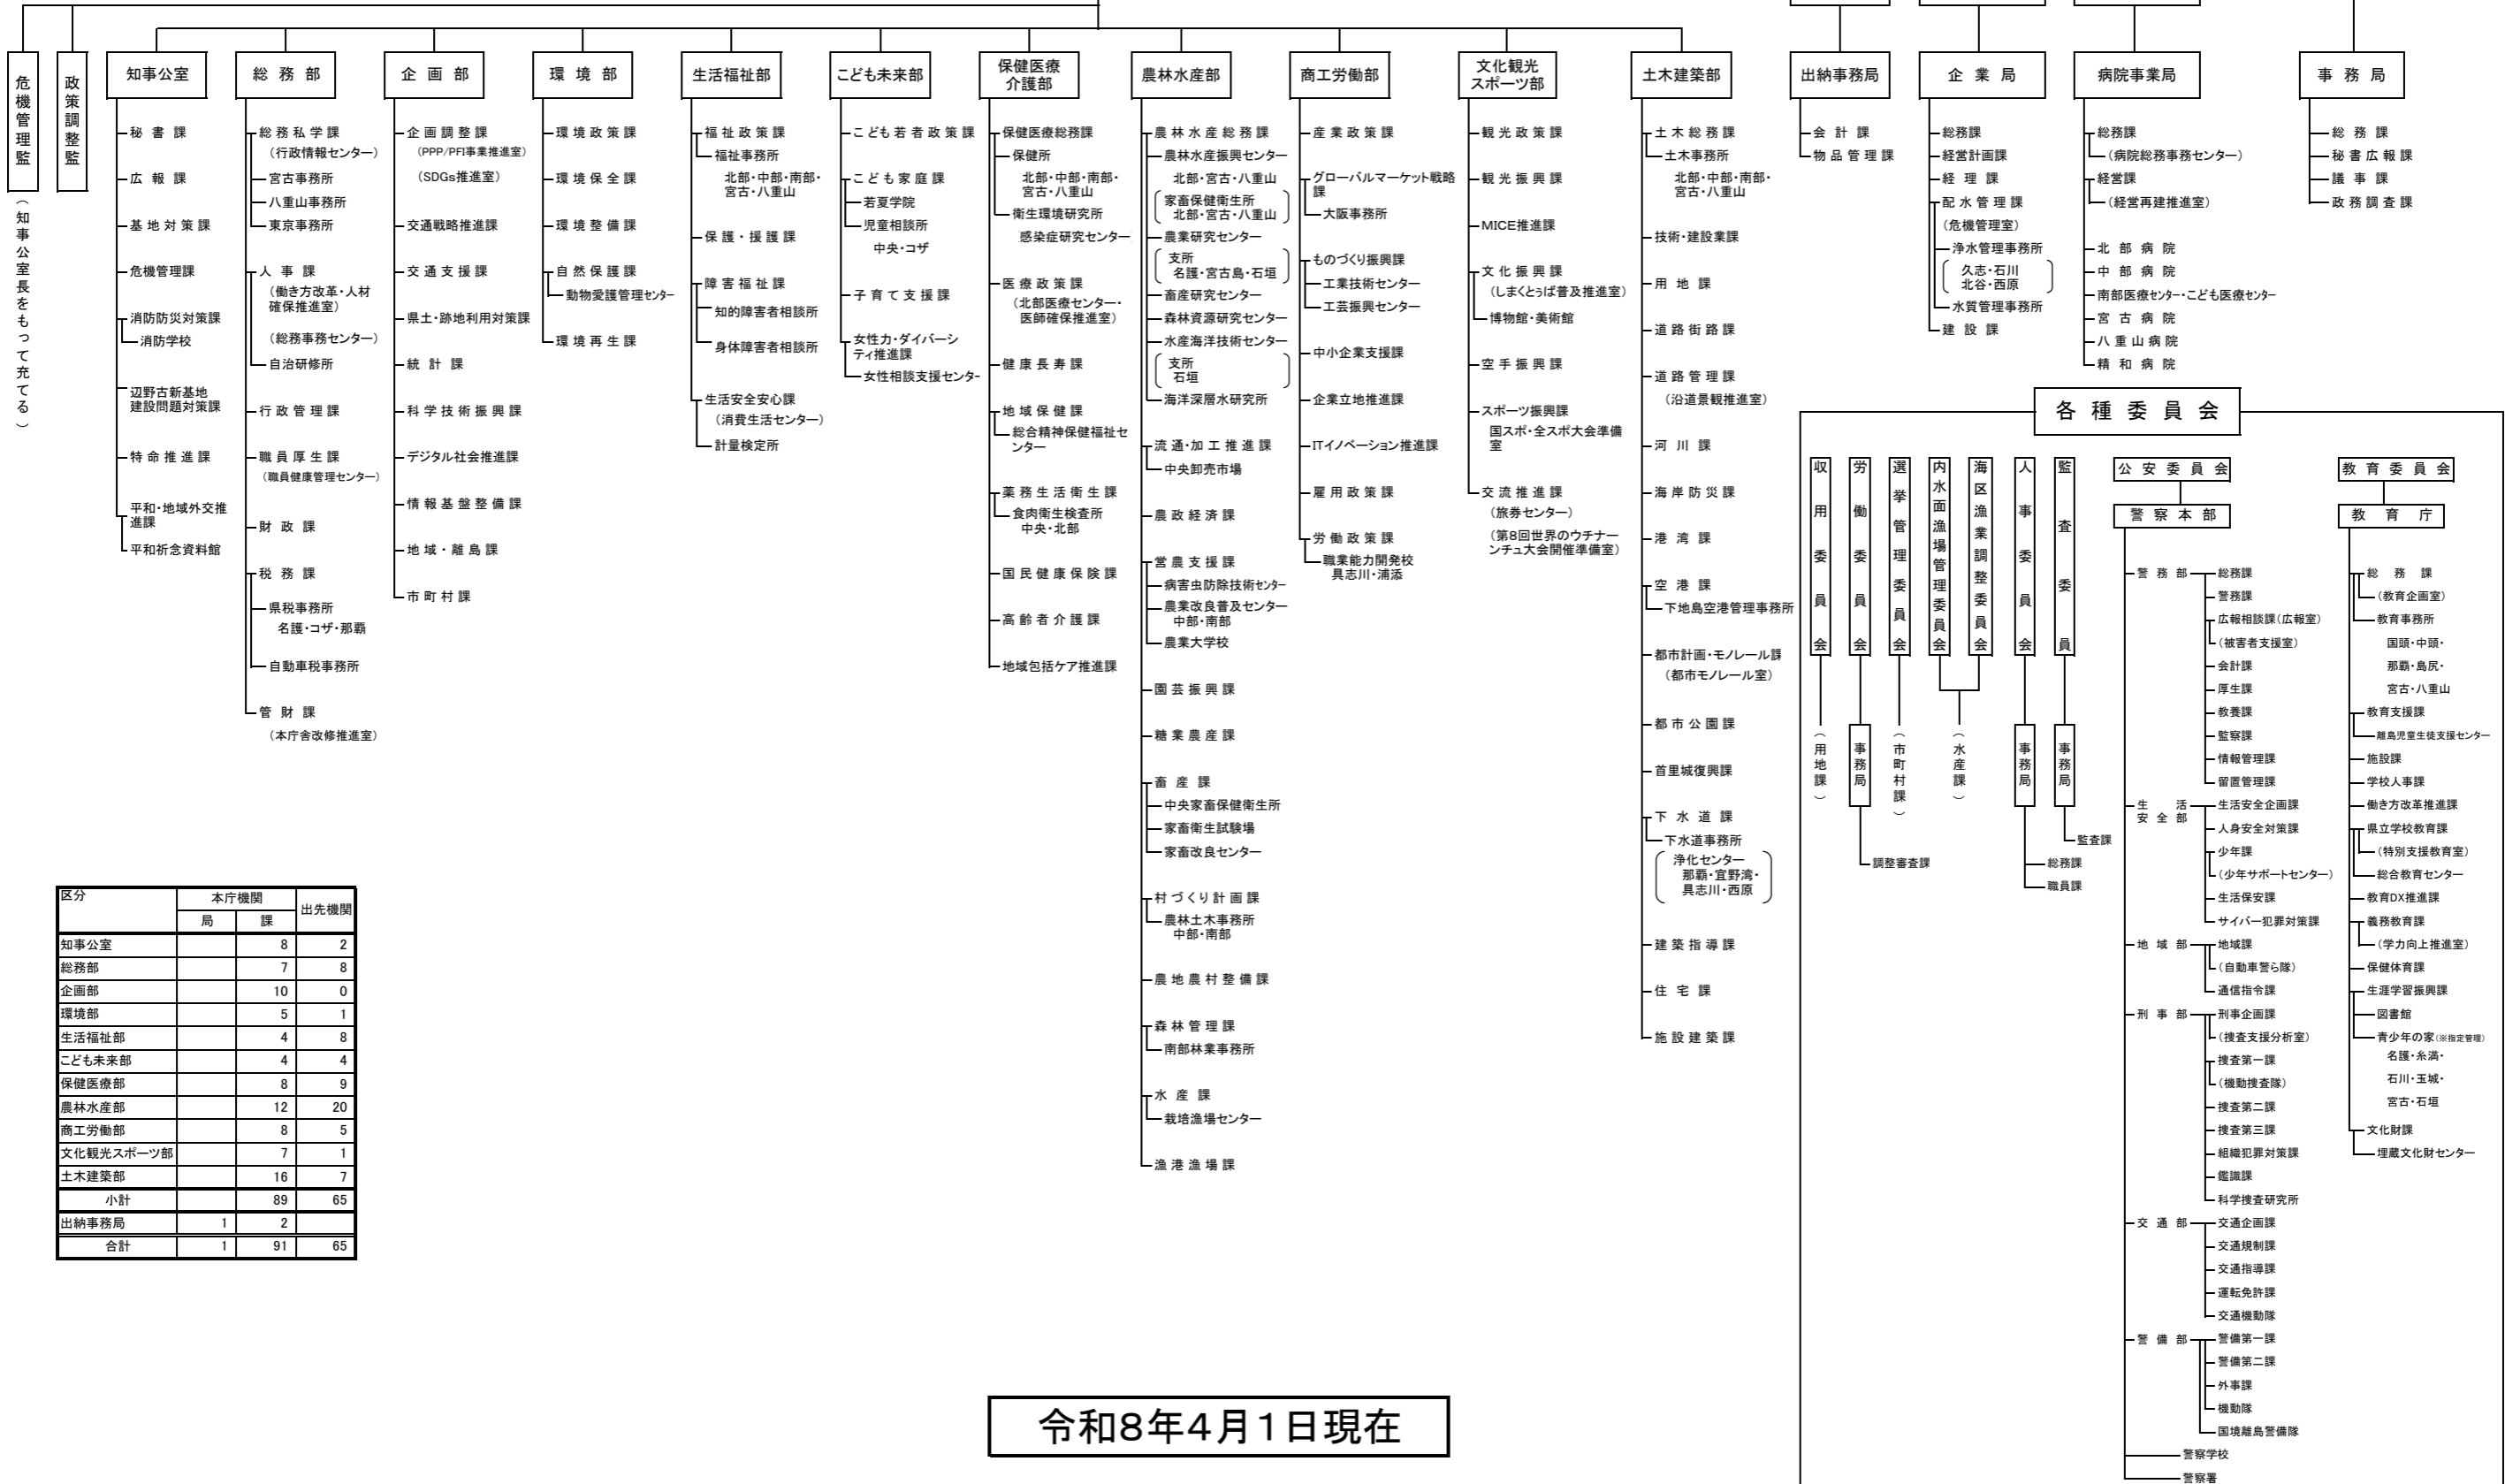 危機管理監
（知事公室長をもって充てる）
政策調整監
知事公室
秘書課
広報課
基地対策課
危機管理課
消防防災対策課
消防学校
辺野古新基地
建設問題対策課
特命推進課
平和・地域外交推
進課
平和祈念資料館
総務部
総務私学課
（行政情報センター）
宮古事務所
八重山事務所
東京事務所
人事課
（働き方改革・人材
確保推進室）
（総務事務センター）
自治研修所
行政管理課
職員厚生課
（職員健康管理センター）
財政課
税務課
県税事務所
名護・コザ・那覇
自動車税事務所
管財課
（本庁舎改修推進室）
企画部
企画調整課
（PPP/PFI事業推進室）
（SDGs推進室）
交通戦略推進課
交通支援課
県土・跡地利用対策課
統計課
科学技術振興課
デジタル社会推進課
情報基盤整備課
地域・離島課
市町村課
環境部
環境政策課
環境保全課
環境整備課
自然保護課
動物愛護管理センター
環境再生課
生活福祉部
福祉政策課
福祉事務所
北部・中部・南部・
宮古・八重山
保護・援護課
障害福祉課
知的障害者相談所
身体障害者相談所
生活安全安心課
（消費生活センター）
計量検定所
こども未来部
こども若者政策課
こども家庭課
若夏学院
児童相談所
中央・コザ
子育て支援課
女性力・ダイバーシ
ティ推進課
女性相談支援センター
保健医療
介護部
保健医療総務課
保健所
北部・中部・南部・
宮古・八重山
衛生環境研究所
感染症研究センター
医療政策課
（北部医療センター・
医師確保推進室）
健康長寿課
地域保健課
総合精神保健福祉セ
ンター
薬務生活衛生課
食肉衛生検査所
中央・北部
国民健康保険課
高齢者介護課
地域包括ケア推進課
農林水産部
農林水産総務課
農林水産振興センター
北部・宮古・八重山
家畜保健衛生所
北部・宮古・八重山
農業研究センター
支所
名護・宮古島・石垣
畜産研究センター
森林資源研究センター
水産海洋技術センター
支所
石垣
海洋深層水研究所
流通・加工推進課
中央卸売市場
農政経済課
営農支援課
病害虫防除技術センター
農業改良普及センター
中部・南部
農業大学校
園芸振興課
糖業農産課
畜産課
中央家畜保健衛生所
家畜衛生試験場
家畜改良センター
村づくり計画課
農林土木事務所
中部・南部
農地農村整備課
森林管理課
南部林業事務所
水産課
栽培漁業センター
漁港漁場課
商工労働部
産業政策課
グローバルマーケット戦略
課
大阪事務所
ものづくり振興課
工業技術センター
工芸振興センター
中小企業支援課
企業立地推進課
ITイノベーション推進課
雇用政策課
労働政策課
職業能力開発校
具志川・浦添
文化観光
スポーツ部
観光政策課
観光振興課
MICE推進課
文化振興課
（しまくとぅば普及推進室）
博物館・美術館
空手振興課
スポーツ振興課
国スポ・全スポ大会準備
室
交流推進課
（旅券センター）
（第8回世界のウチナー
ンチュ大会開催準備室）
土木建築部
土木総務課
土木事務所
北部・中部・南部・
宮古・八重山
技術・建設業課
用地課
道路街路課
道路管理課
（沿道景観推進室）
河川課
海岸防災課
港湾課
空港課
下地島空港管理事務所
都市計画・モノレール課
（都市モノレール室）
都市公園課
首里城復興課
下水道課
下水道事務所
浄化センター
那覇・宜野湾・
具志川・西原
建築指導課
住宅課
施設建築課
出納事務局
会計課
物品管理課
企業局
総務課
経営計画課
経理課
配水管理課
（危機管理室）
浄水管理事務所
久志・石川
北谷・西原
水質管理事務所
建設課
病院事業局
総務課
（病院総務事務センター）
経営課
（経営再建推進室）
北部病院
中部病院
南部医療センター・こども医療センター
宮古病院
八重山病院
精和病院
事務局
総務課
秘書広報課
議事課
政務調査課
各種委員会
収用委員会
（用地課）
労働委員会
事務局
調整審査課
選挙管理委員会
（市町村課）
内水面漁場管理委員会
海区漁業調整委員会
（水産課）
人事委員会
事務局
総務課
職員課
監査委員
事務局
監査課
公安委員会
警察本部
警務部
総務課
警務課
広報相談課（広報室）
（被害者支援室）
会計課
厚生課
教養課
監察課
情報管理課
留置管理課
生活
安全部
生活安全企画課
人身安全対策課
少年課
（少年サポートセンター）
生活保安課
サイバー犯罪対策課
地域部
地域課
（自動車警ら隊）
通信指令課
刑事部
刑事企画課
（捜査支援分析室）
捜査第一課
（機動捜査隊）
捜査第二課
捜査第三課
組織犯罪対策課
鑑識課
科学捜査研究所
交通部
交通企画課
交通規制課
交通指導課
運転免許課
交通機動隊
警備部
警備第一課
警備第二課
外事課
機動隊
国境離島警備隊
警察学校
警察署
教育委員会
教育庁
総務課
（教育企画室）
教育事務所
国頭・中頭・
那覇・島尻・
宮古・八重山
教育支援課
離島児童生徒支援センター
施設課
学校人事課
働き方改革推進課
県立学校教育課
（特別支援教育室）
総合教育センター
教育DX推進課
義務教育課
（学力向上推進室）
保健体育課
生涯学習振興課
図書館
青少年の家（※指定管理）
名護・糸満・
石川・玉城・
宮古・石垣
文化財課
埋蔵文化財センター
区分 本庁機関 出先機関
局 課
知事公室 8 2
総務部 7 8
企画部 10 0
環境部 5 1
生活福祉部 4 8
こども未来部 4 4
保健医療部 8 9
農林水産部 12 20
商工労働部 8 5
文化観光スポーツ部 7 1
土木建築部 16 7
小計 89 65
出納事務局 1 2
合計 1 91 65
令和8年4月1日現在